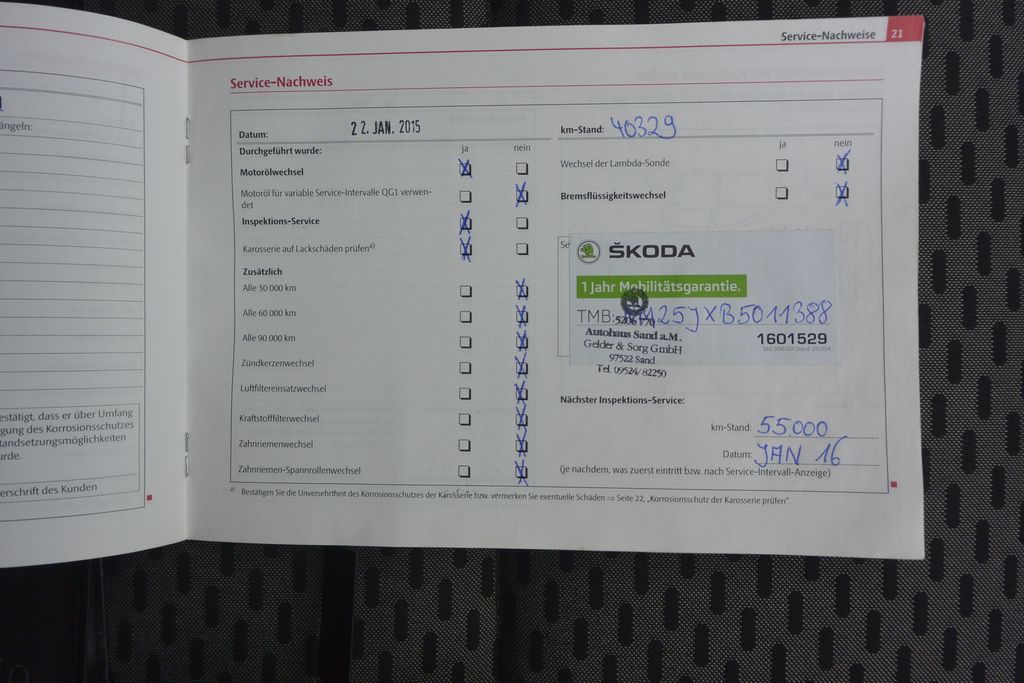 Service-Nachweise 21
ängeln:
estätigt, dass er über Umfang
gung des Korrosionsschutzes
tandsetzungsmöglichkeiten
urde.
erschrift des Kunden
Service-Nachweis
Datum: 22. JAN. 2015
Durchgeführt wurde: ja nein
Motorölwechsel
Motoröl für variable Service-Intervalle QG1 verwen-
det
Inspektions-Service
Karosserie auf Lackschäden prüfen a)
Zusätzlich
Alle 30 000 km
Alle 60 000 km
Alle 90 000 km
Zündkerzenwechsel
Luftfiltereinsatzwechsel
Kraftstofffilterwechsel
Zahnriemenwechsel
Zahnriemen-Spannrollenwechsel
km-Stand: 40329
ja nein
Wechsel der Lambda-Sonde
Bremsflüssigkeitswechsel
Se
ŠKODA
1 Jahr Mobilitätsgarantie.
TMB: 25JXB5011388
1601529
Autohaus Sand a.M.
Gelder & Sorg GmbH
97522 Sand
Tel. 09524/82250
Nächster Inspektions-Service:
km-Stand: 55.000
Datum: JAN 16
(je nachdem, was zuerst eintritt bzw. nach Service-Intervall-Anzeige)
a) Bestätigen Sie die Unversehrtheit des Korrosionsschutzes der Karosserie bzw. vermerken Sie eventuelle Schäden ⇒ Seite 22, „Korrosionsschutz der Karosserie prüfen".